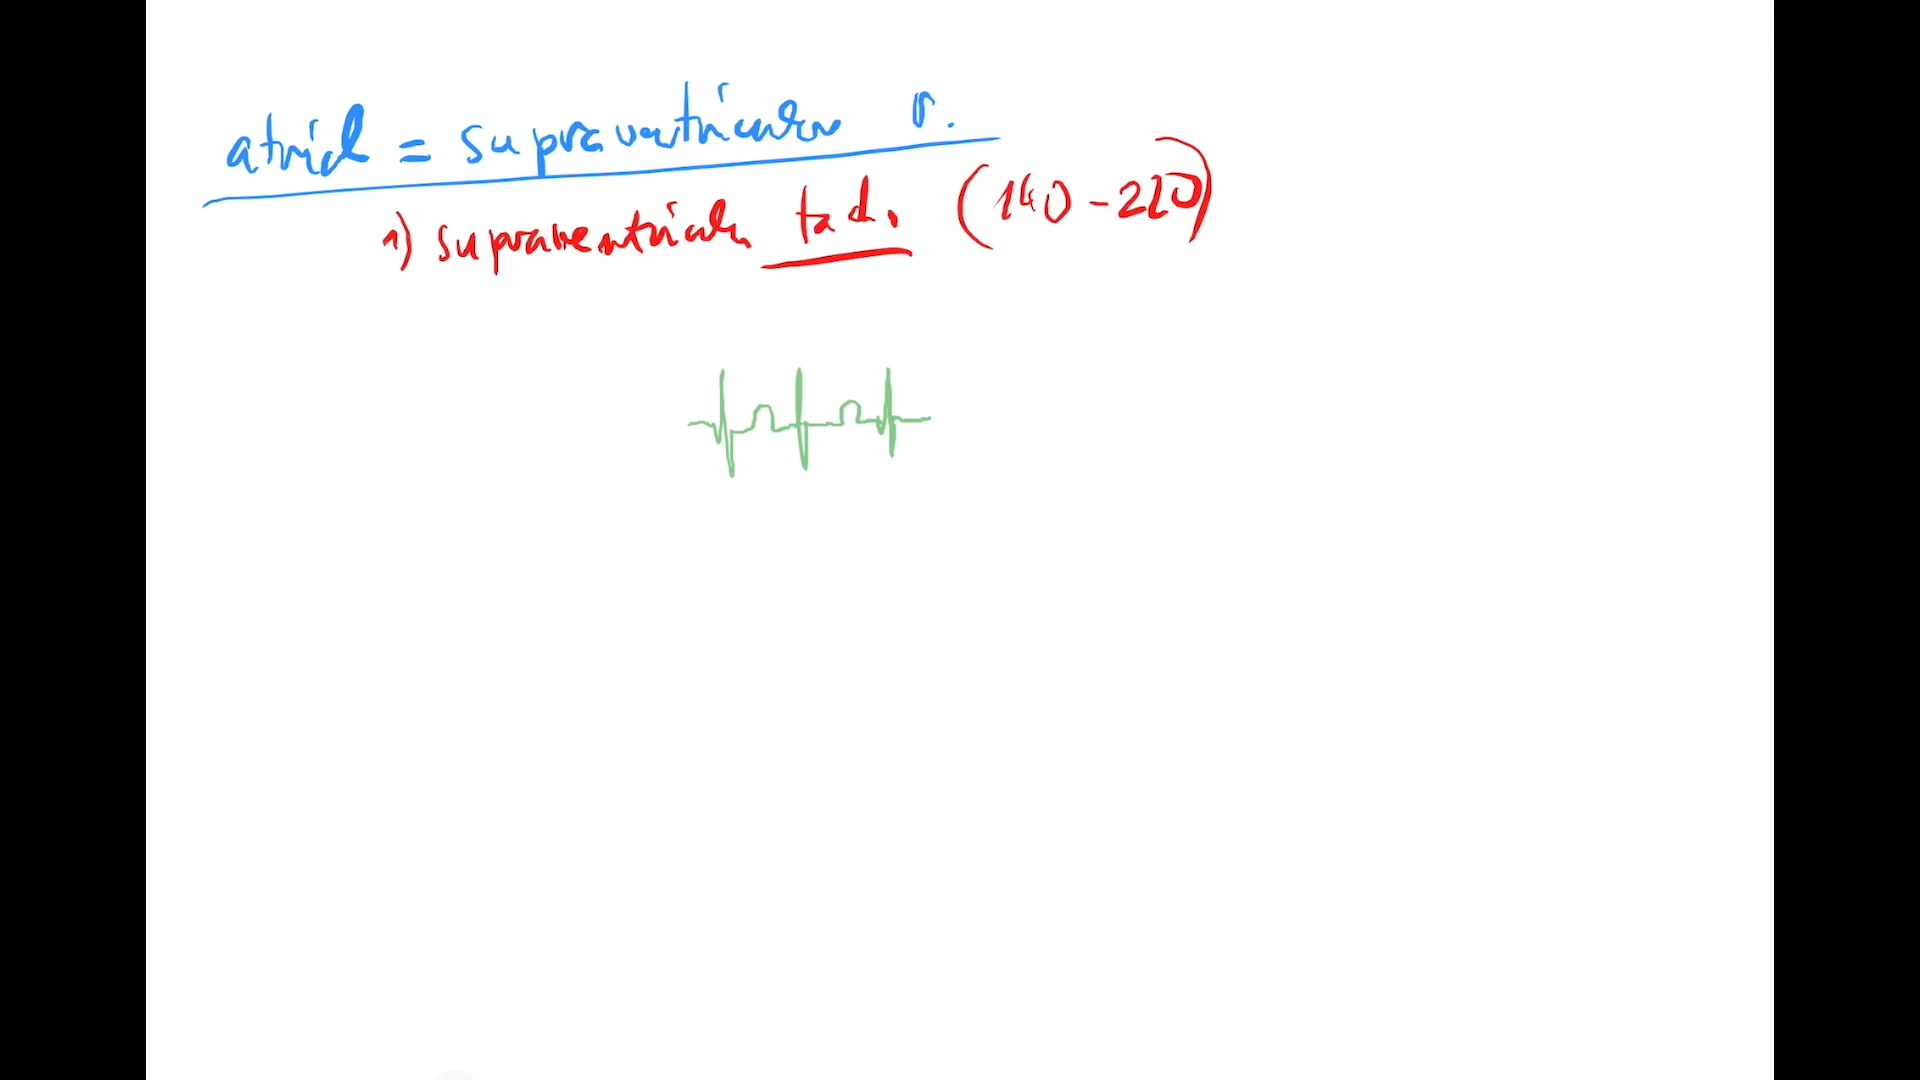 atrial = supraventricular r.
1) supraventricular tach. (140-220)